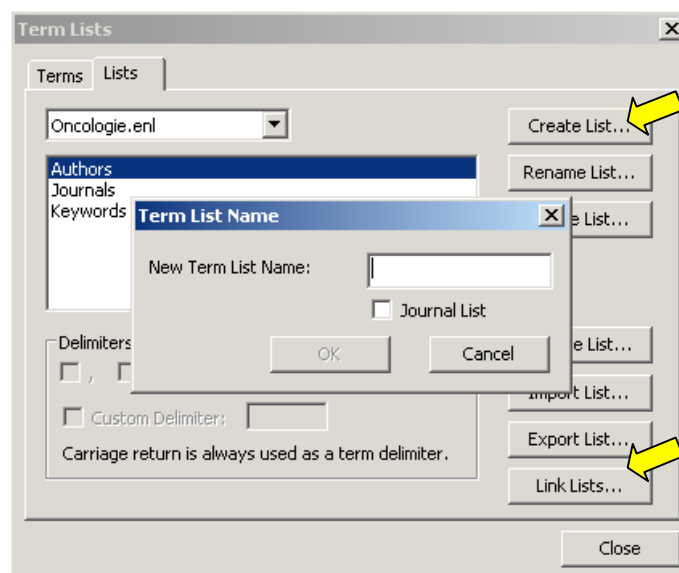 Term Lists
Terms Lists
Oncologie.enl
Create List...
Authors
Journals
Keywords
Rename List...
e List...
Term List Name
New Term List Name:
Journal List
OK Cancel
Delimiters
,
e List...
Import List...
Custom Delimiter:
Carriage return is always used as a term delimiter.
Export List...
Link Lists...
Close